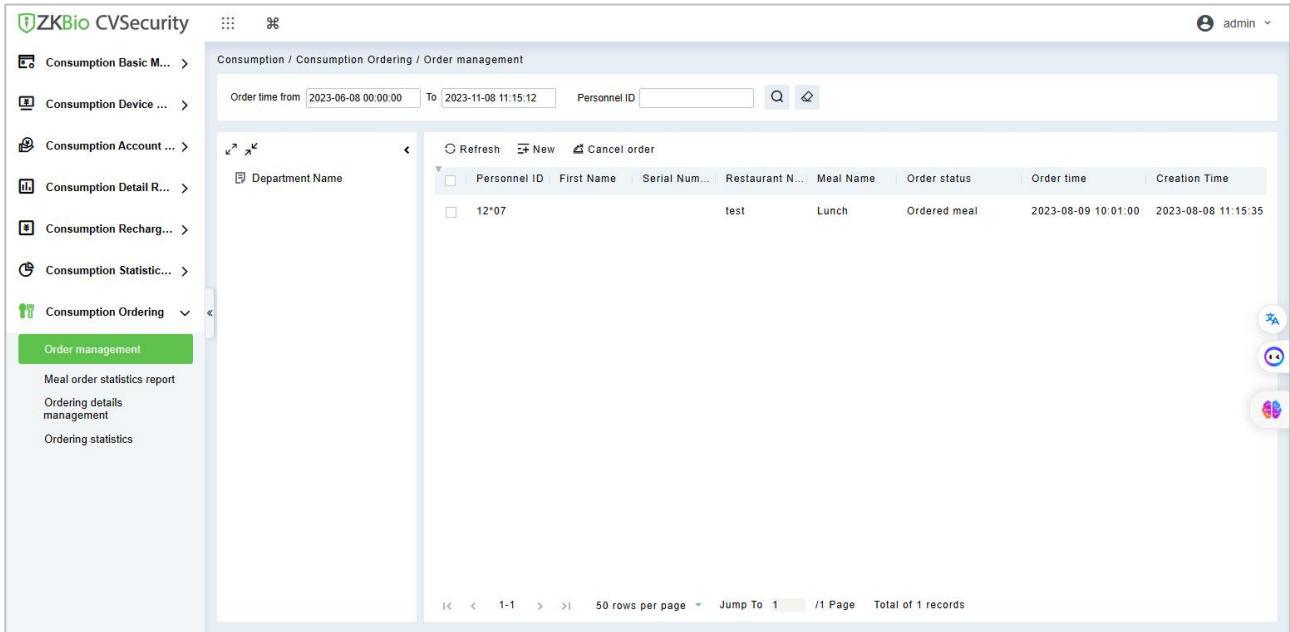 ZKBio CVSecurity
admin
Consumption Basic M...
Consumption Device ...
Consumption Account ...
Consumption Detail R...
Consumption Recharg...
Consumption Statistic...
Consumption Ordering
Order management
Meal order statistics report
Ordering details
management
Ordering statistics
Consumption / Consumption Ordering / Order management
Order time from 2023-06-08 00:00:00 To 2023-11-08 11:15:12 Personnel ID
Department Name
Refresh New Cancel order
Personnel ID First Name Serial Num... Restaurant N... Meal Name Order status Order time Creation Time
12*07 test Lunch Ordered meal 2023-08-09 10:01:00 2023-08-08 11:15:35
1-1 50 rows per page Jump To 1 /1 Page Total of 1 records